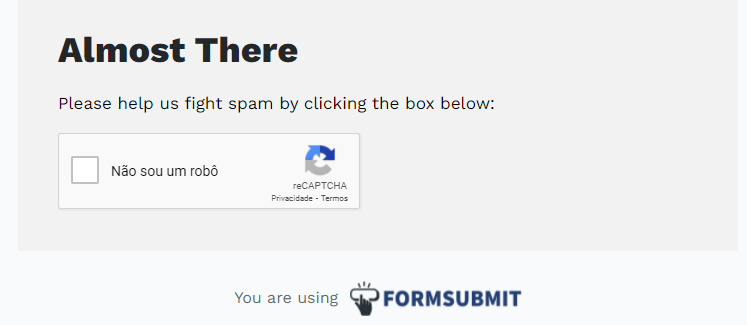 Almost There
Please help us fight spam by clicking the box below:
Não sou um robô
reCAPTCHA
Privacidade - Termos
You are using FORMSUBMIT